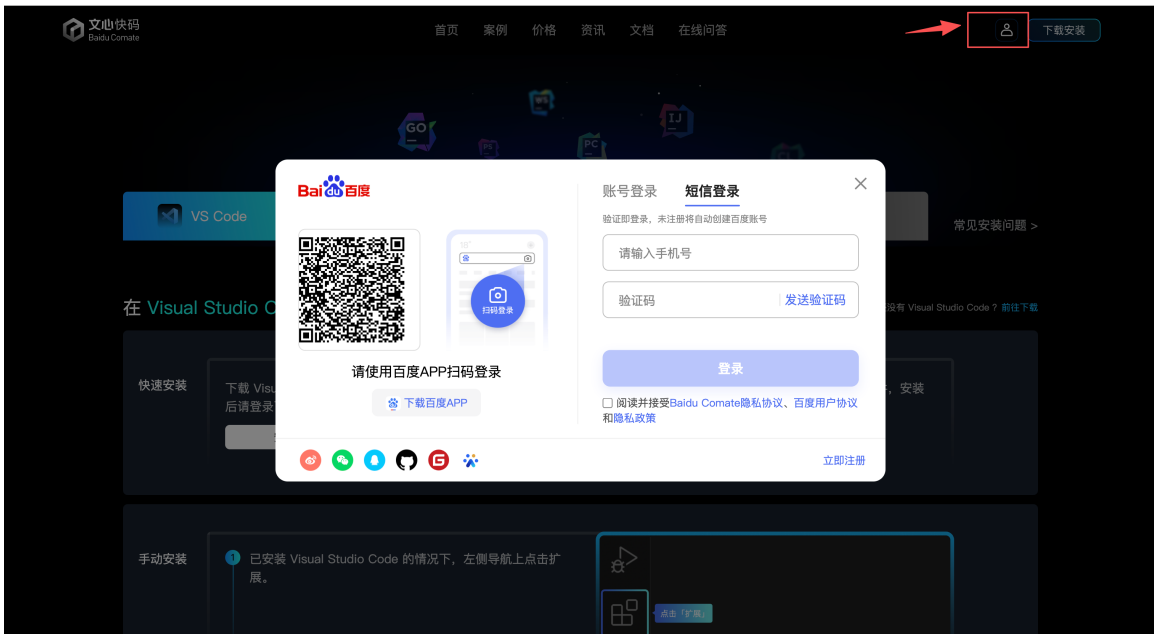 文心快码
Baidu Comate
首页 案例 价格 资讯 文档 在线问答
下载安装
GO
WS
IJ
PS
PC
CL
VS Code
常见安装问题 >
在 Visual Studio C
没有 Visual Studio Code ? 前往下载
快速安装
下载 Visu
后请登录
，安装
Bai du 百度
账号登录 短信登录
验证即登录，未注册将自动创建百度账号
请输入手机号
验证码 发送验证码
登录
阅读并接受Baidu Comate隐私协议、百度用户协议
和隐私政策
18°
扫码登录
请使用百度APP扫码登录
下载百度APP
立即注册
手动安装
1 已安装 Visual Studio Code 的情况下，左侧导航上点击扩
展。
点击「扩展」